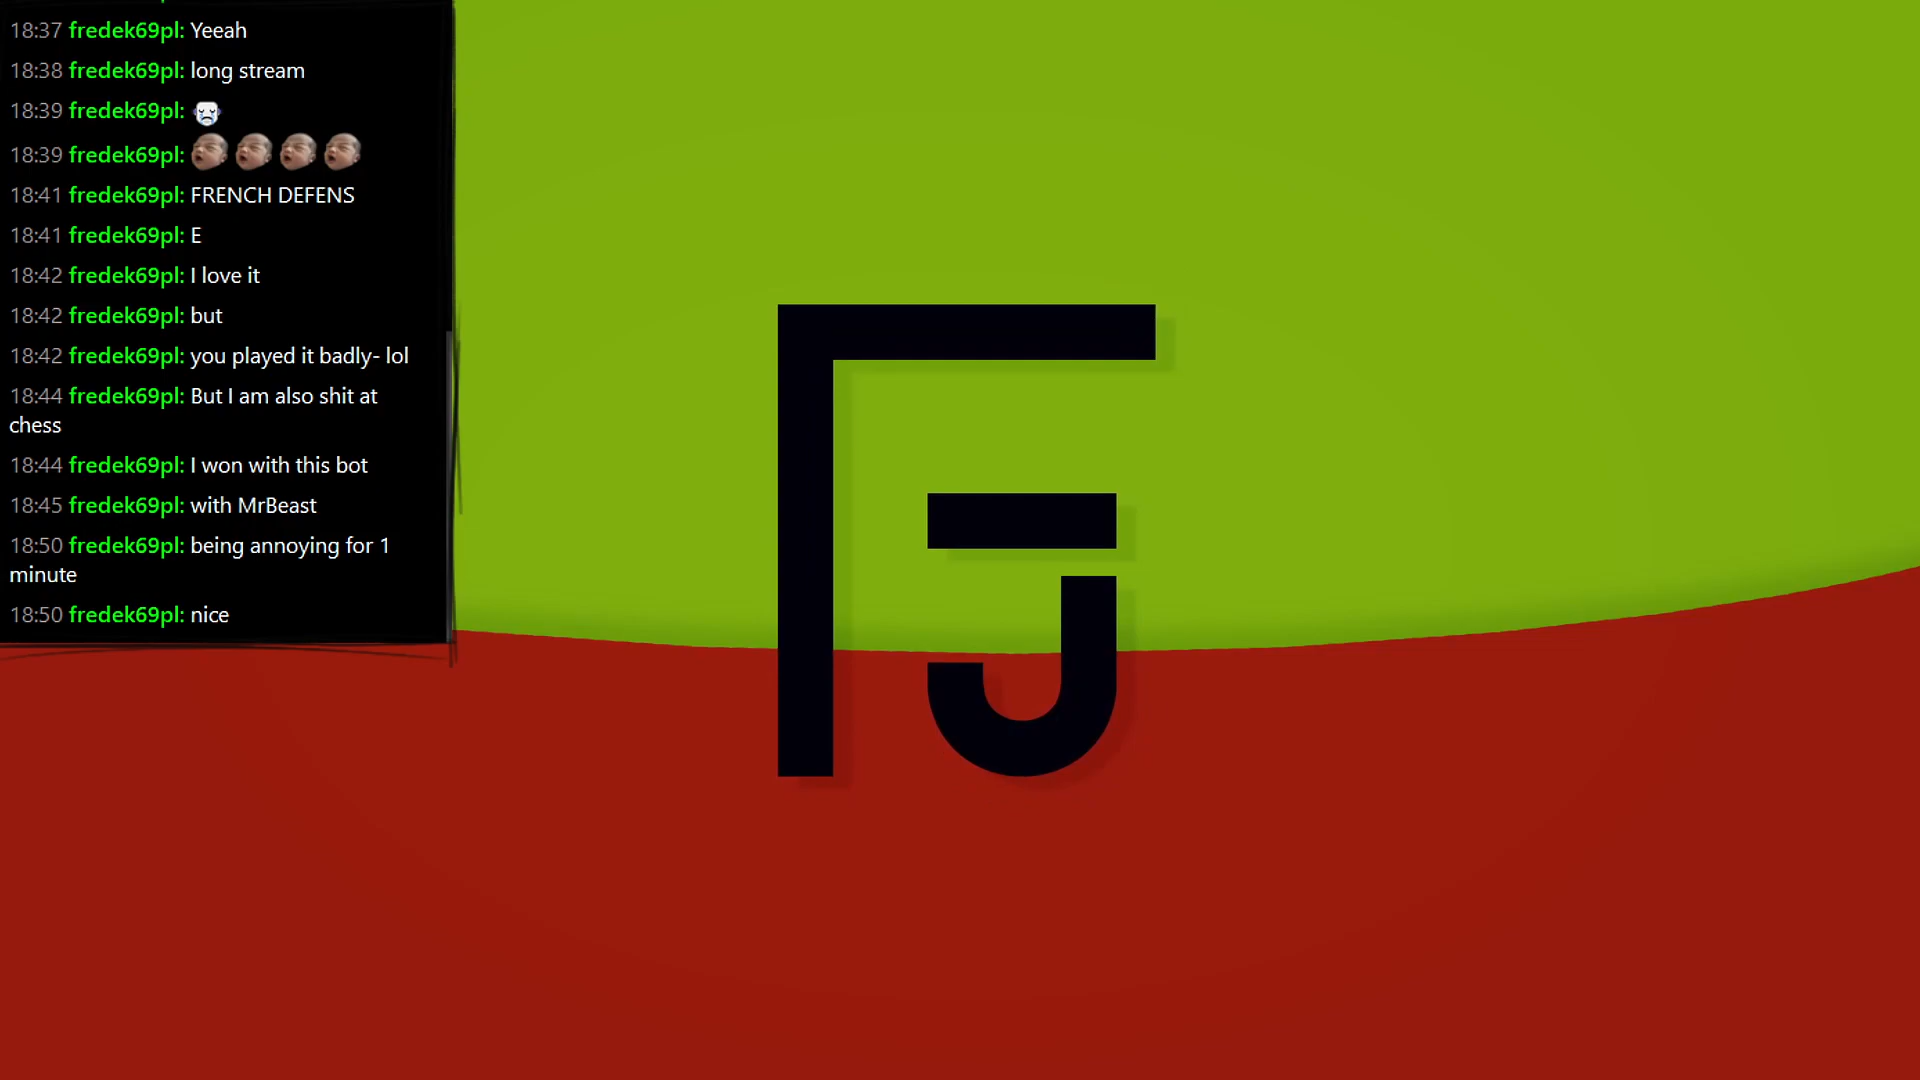 18:37 fredek69pl: Yeeah
18:38 fredek69pl: long stream
18:39 fredek69pl:
18:39 fredek69pl:
18:41 fredek69pl: FRENCH DEFENS
18:41 fredek69pl: E
18:42 fredek69pl: I love it
18:42 fredek69pl: but
18:42 fredek69pl: you played it badly- lol
18:44 fredek69pl: But I am also shit at
chess
18:44 fredek69pl: I won with this bot
18:45 fredek69pl: with MrBeast
18:50 fredek69pl: being annoying for 1
minute
18:50 fredek69pl: nice